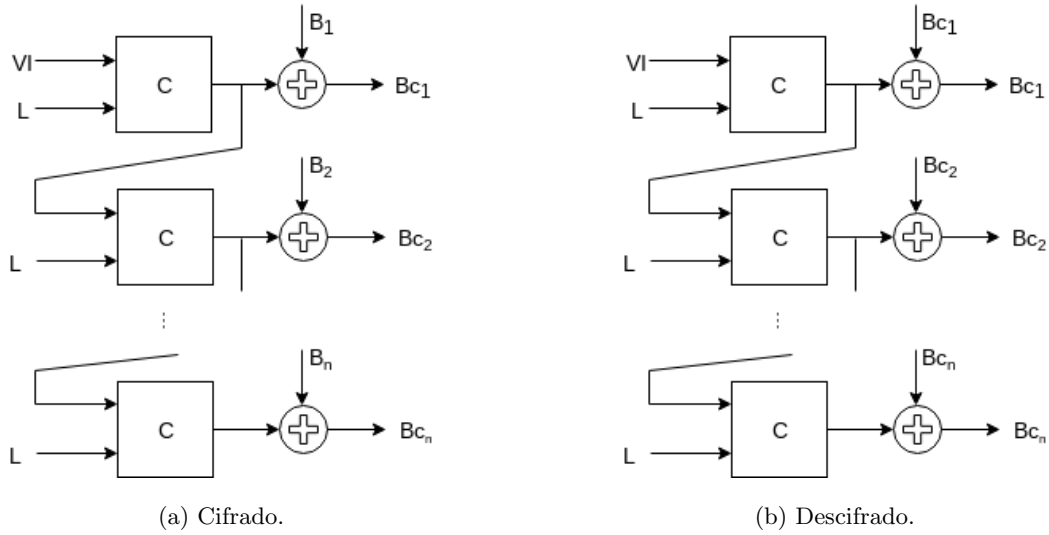 B1
VI
C
L
Bc1
B2
C
L
Bc2
Bn
C
L
Bcn
(a) Cifrado.
Bc1
VI
C
L
Bc1
Bc2
C
L
Bc2
Bcn
C
L
Bcn
(b) Descifrado.